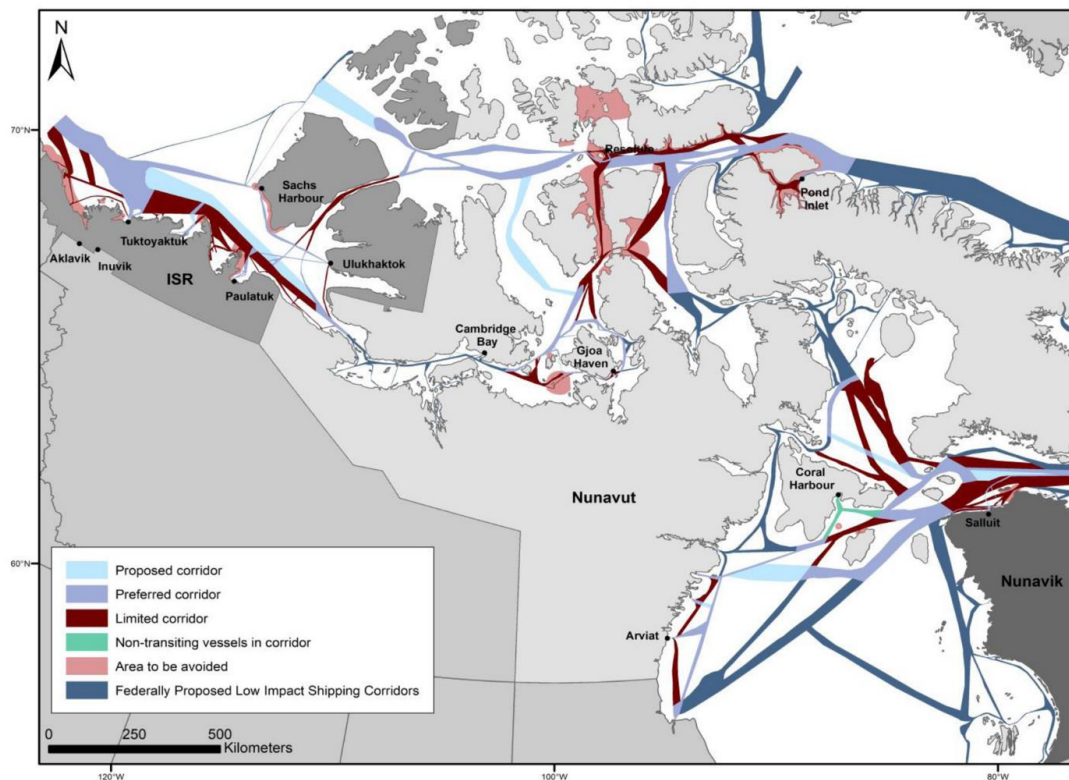 N
70°N
Resolute
Sachs
Harbour
Pond
Inlet
Tuktoyaktuk
Aklavik
Inuvik
Ulukhaktok
ISR
Paulatuk
Cambridge
Bay
Gjoa
Haven
Coral
Harbour
Nunavut
Salluit
60°N
Proposed corridor
Preferred corridor
Limited corridor
Non-transiting vessels in corridor
Area to be avoided
Federally Proposed Low Impact Shipping Corridors
Nunavik
Arviat
0 250 500
Kilometers
120°W
100°W
80°W